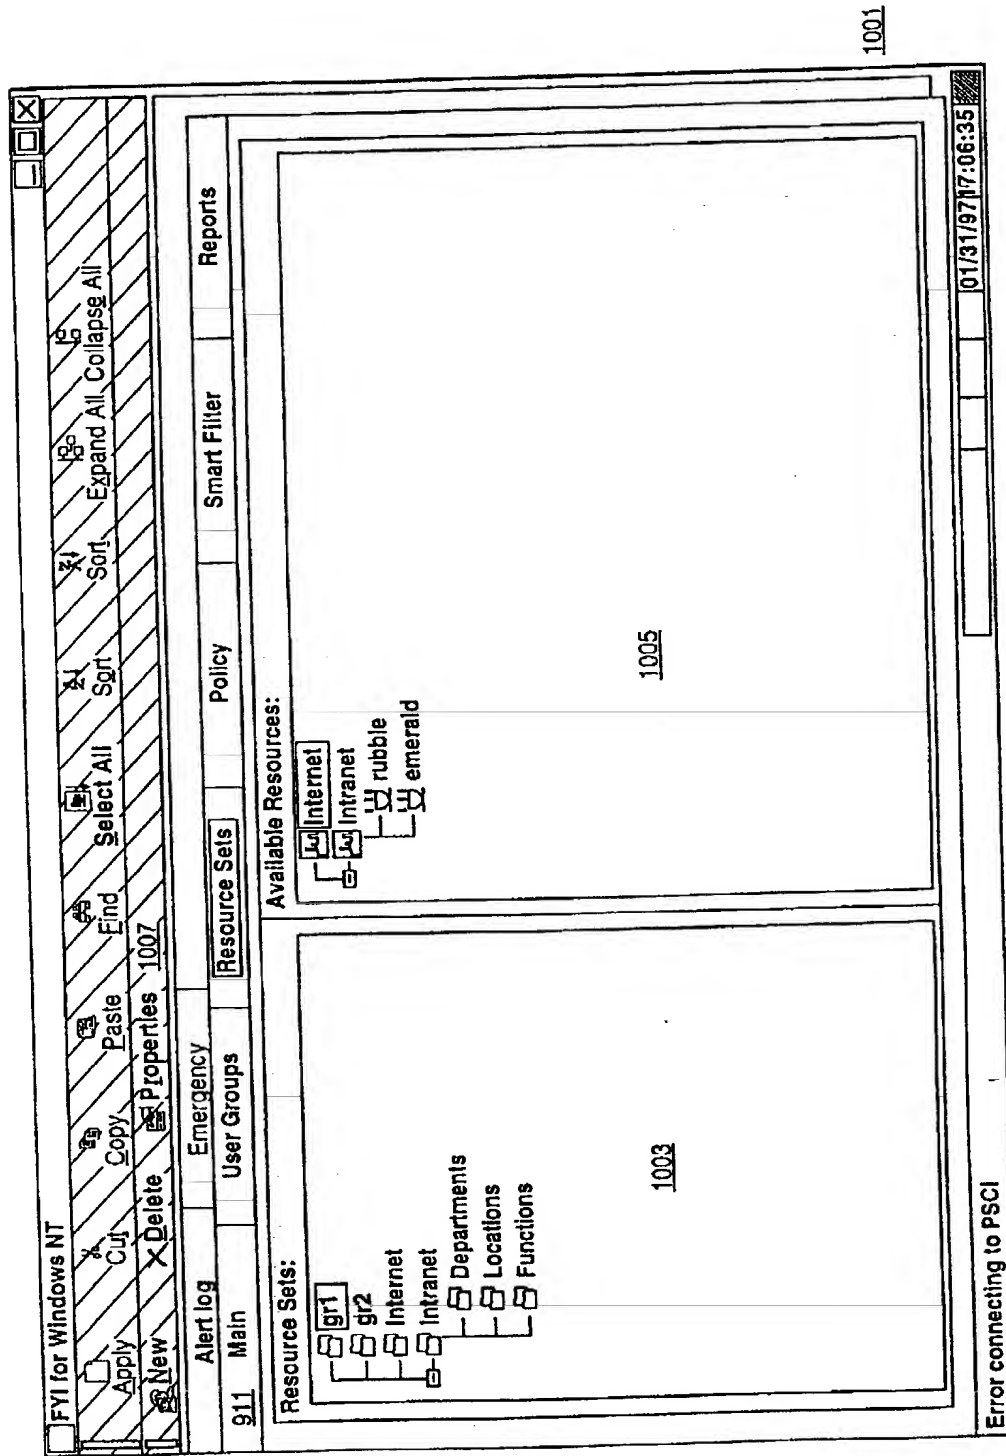 FYI for Windows NT
Apply Cut Copy Paste Find Select All Sort Sort Expand All Collapse All
New Delete Properties 1007
Alert log Emergency
911 Main User Groups Resource Sets Policy Smart Filter Reports
Resource Sets:
gr1
gr2
Internet
Intranet
Departments
Locations
Functions
1003
Available Resources:
Internet
Intranet
rubble
emerald
1005
Error connecting to PSCI
01/31/97 17:06:35
1001